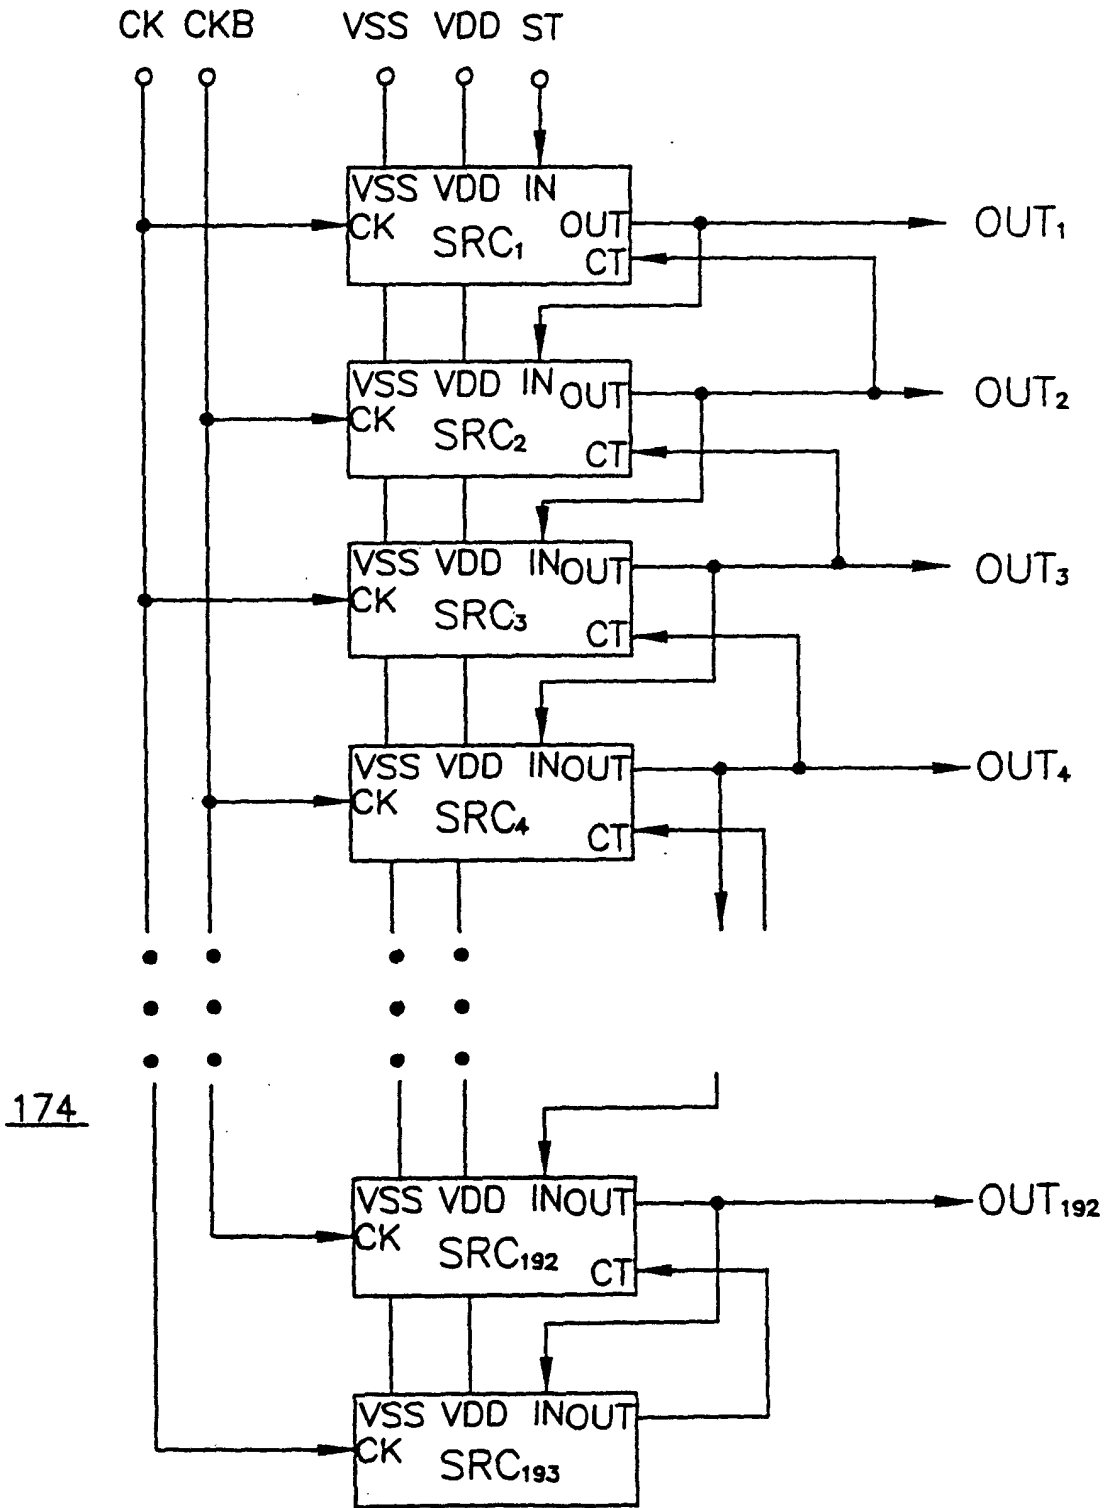 CK CKB VSS VDD ST
VSS VDD IN
CK SRC₁ OUT OUT₁
CT
VSS VDD IN OUT OUT₂
CK SRC₂
CT
VSS VDD IN OUT OUT₃
CK SRC₃
CT
VSS VDD IN OUT OUT₄
CK SRC₄
CT
174
VSS VDD IN OUT OUT₁₉₂
CK SRC₁₉₂
CT
VSS VDD IN OUT
CK SRC₁₉₃